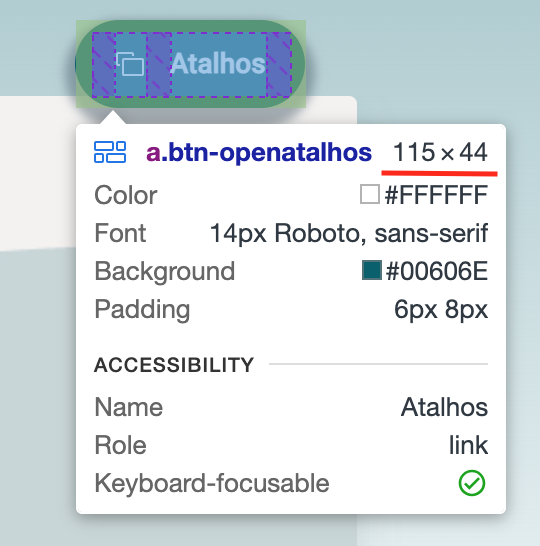 Atalhos
a.btn-openatalhos 115 × 44
Color #FFFFFF
Font 14px Roboto, sans-serif
Background #00606E
Padding 6px 8px
ACCESSIBILITY
Name Atalhos
Role link
Keyboard-focusable